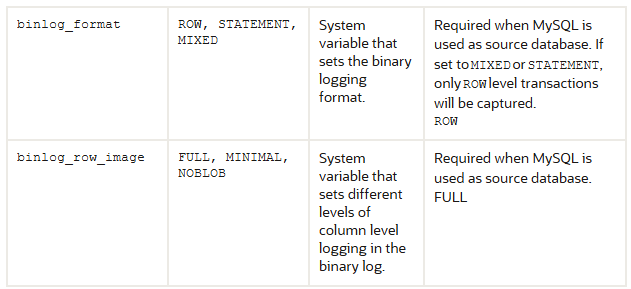 binlog_format
ROW, STATEMENT,
MIXED
System
variable that
sets the binary
logging
format.
Required when MySQL is
used as source database. If
set to MIXED or STATEMENT,
only ROW level transactions
will be captured.
ROW
binlog_row_image
FULL, MINIMAL,
NOBLOB
System
variable that
sets different
levels of
column level
logging in the
binary log.
Required when MySQL is
used as source database.
FULL